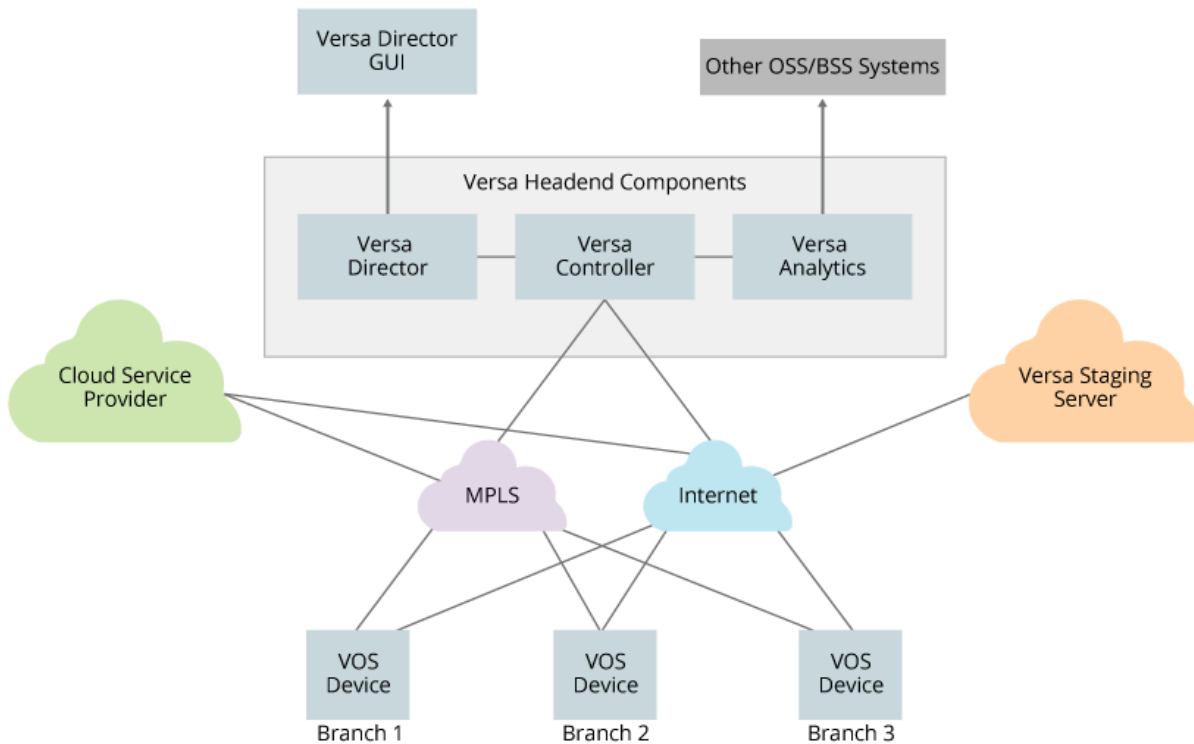 Versa Director
GUI
Other OSS/BSS Systems
Versa Headend Components
Versa
Director
Versa
Controller
Versa
Analytics
Cloud Service
Provider
Versa Staging
Server
MPLS
Internet
VOS
Device
Branch 1
VOS
Device
Branch 2
VOS
Device
Branch 3